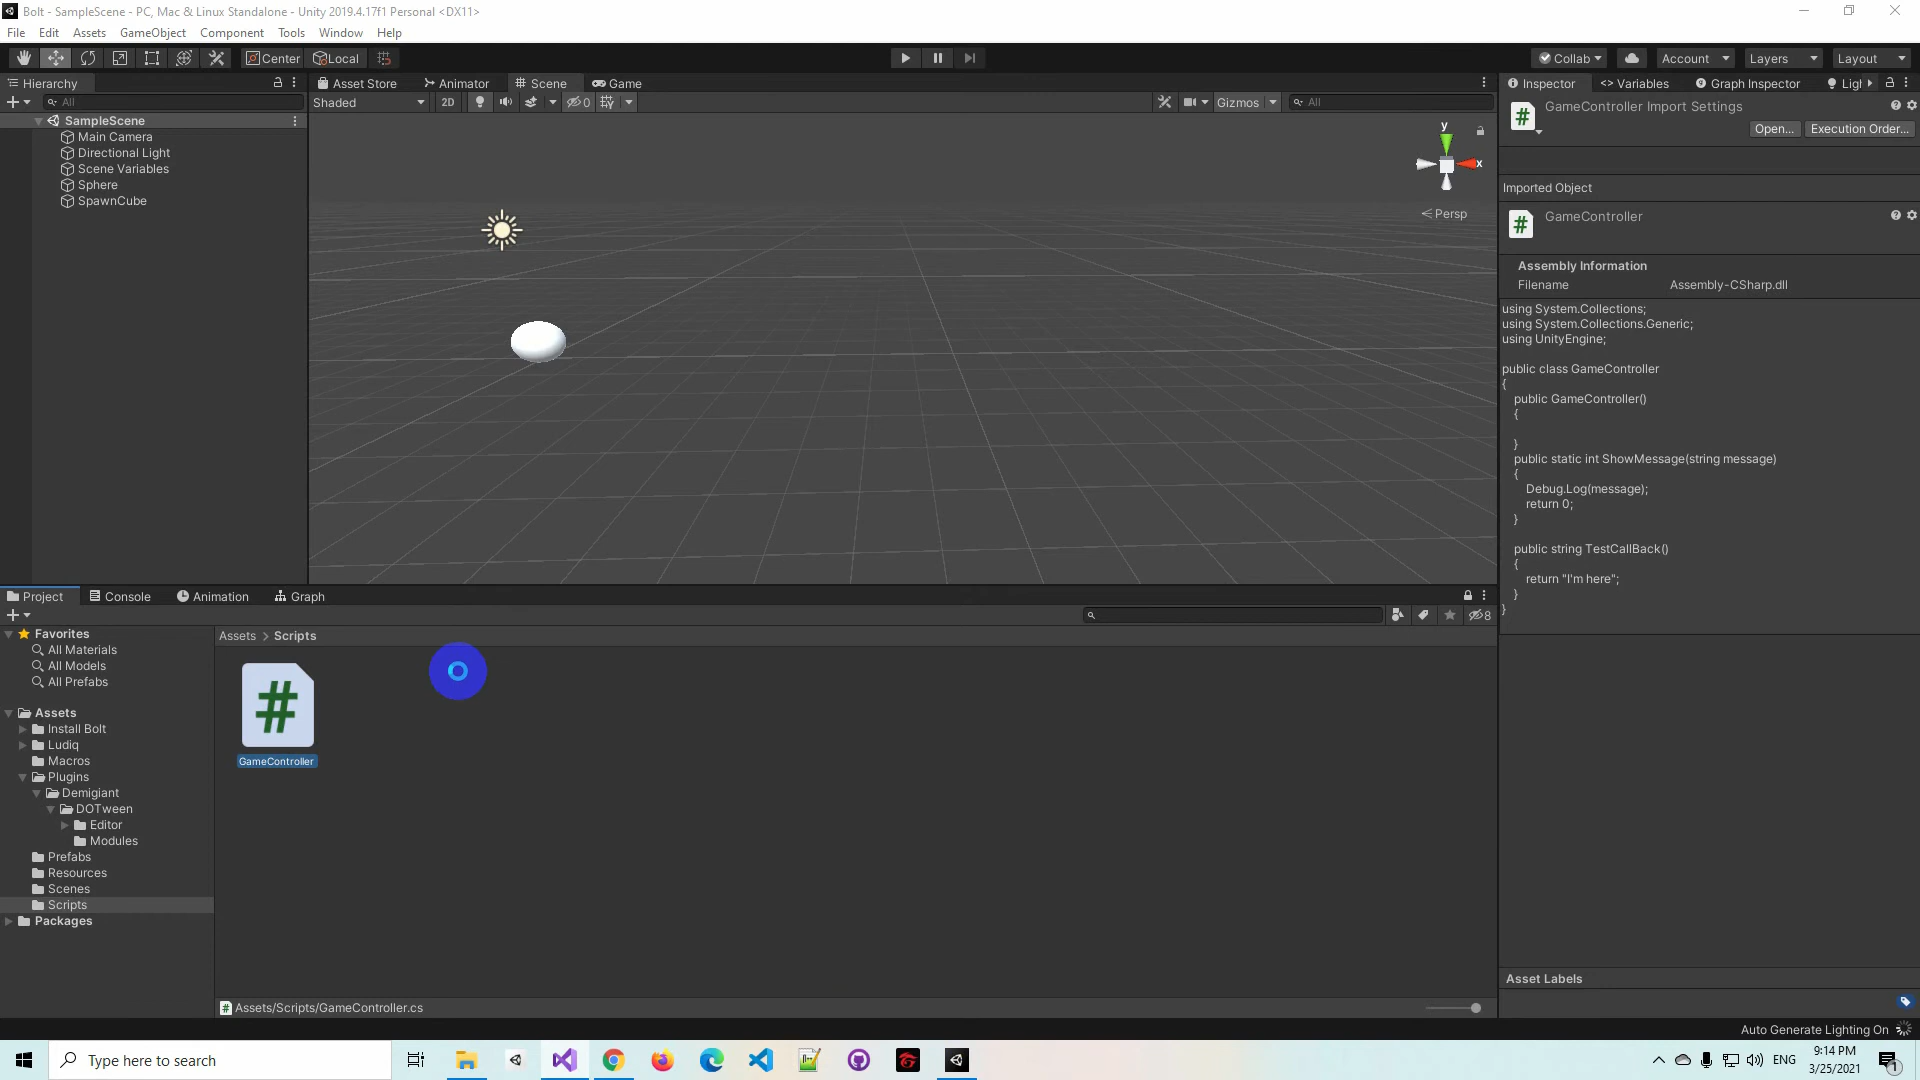 Bolt - SampleScene - PC, Mac & Linux Standalone - Unity 2019.4.17f1 Personal <DX11>
File Edit Assets GameObject Component Tools Window Help
Center Local Collab Account Layers Layout
Hierarchy
All
SampleScene
Main Camera
Directional Light
Scene Variables
Sphere
SpawnCube
Asset Store Animator Scene Game
Shaded 2D 0 Gizmos All
y
x
Persp
Inspector Variables Graph Inspector Ligh
GameController Import Settings
Open... Execution Order...
Imported Object
GameController
Assembly Information
Filename Assembly-CSharp.dll
using System.Collections;
using System.Collections.Generic;
using UnityEngine;
public class GameController
{
public GameController()
{
}
public static int ShowMessage(string message)
{
Debug.Log(message);
return 0;
}
public string TestCallBack()
{
return "I'm here";
}
}
Project Console Animation Graph
8
Favorites
All Materials
All Models
All Prefabs
Assets
Install Bolt
Ludiq
Macros
Plugins
Demigiant
DOTween
Editor
Modules
Prefabs
Resources
Scenes
Scripts
Packages
Assets > Scripts
GameController
Assets/Scripts/GameController.cs
Asset Labels
Auto Generate Lighting On
Type here to search
ENG
9:14 PM
3/25/2021
1